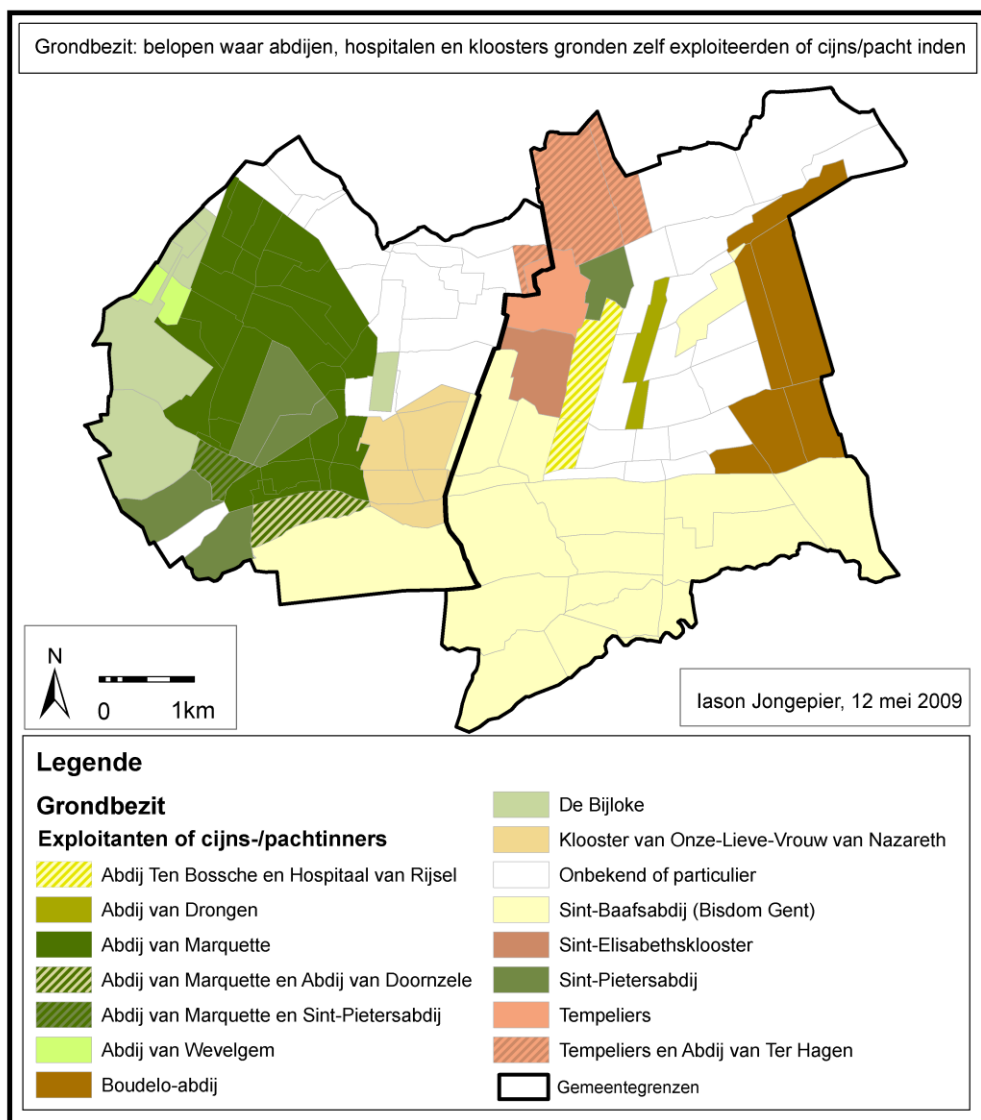 Grondbezit: belopen waar abdijen, hospitalen en kloosters gronden zelf exploiteerden of cijns/pacht inden
N
0 1km
Iason Jongepier, 12 mei 2009
Legende
Grondbezit
Exploitanten of cijns-/pachtinners
Abdij Ten Bossche en Hospitaal van Rijsel
Abdij van Drongen
Abdij van Marquette
Abdij van Marquette en Abdij van Doornzele
Abdij van Marquette en Sint-Pietersabdij
Abdij van Wevelgem
Boudelo-abdij
De Bijloke
Klooster van Onze-Lieve-Vrouw van Nazareth
Onbekend of particulier
Sint-Baafsabdij (Bisdom Gent)
Sint-Elisabethsklooster
Sint-Pietersabdij
Tempeliers
Tempeliers en Abdij van Ter Hagen
Gemeentegrenzen